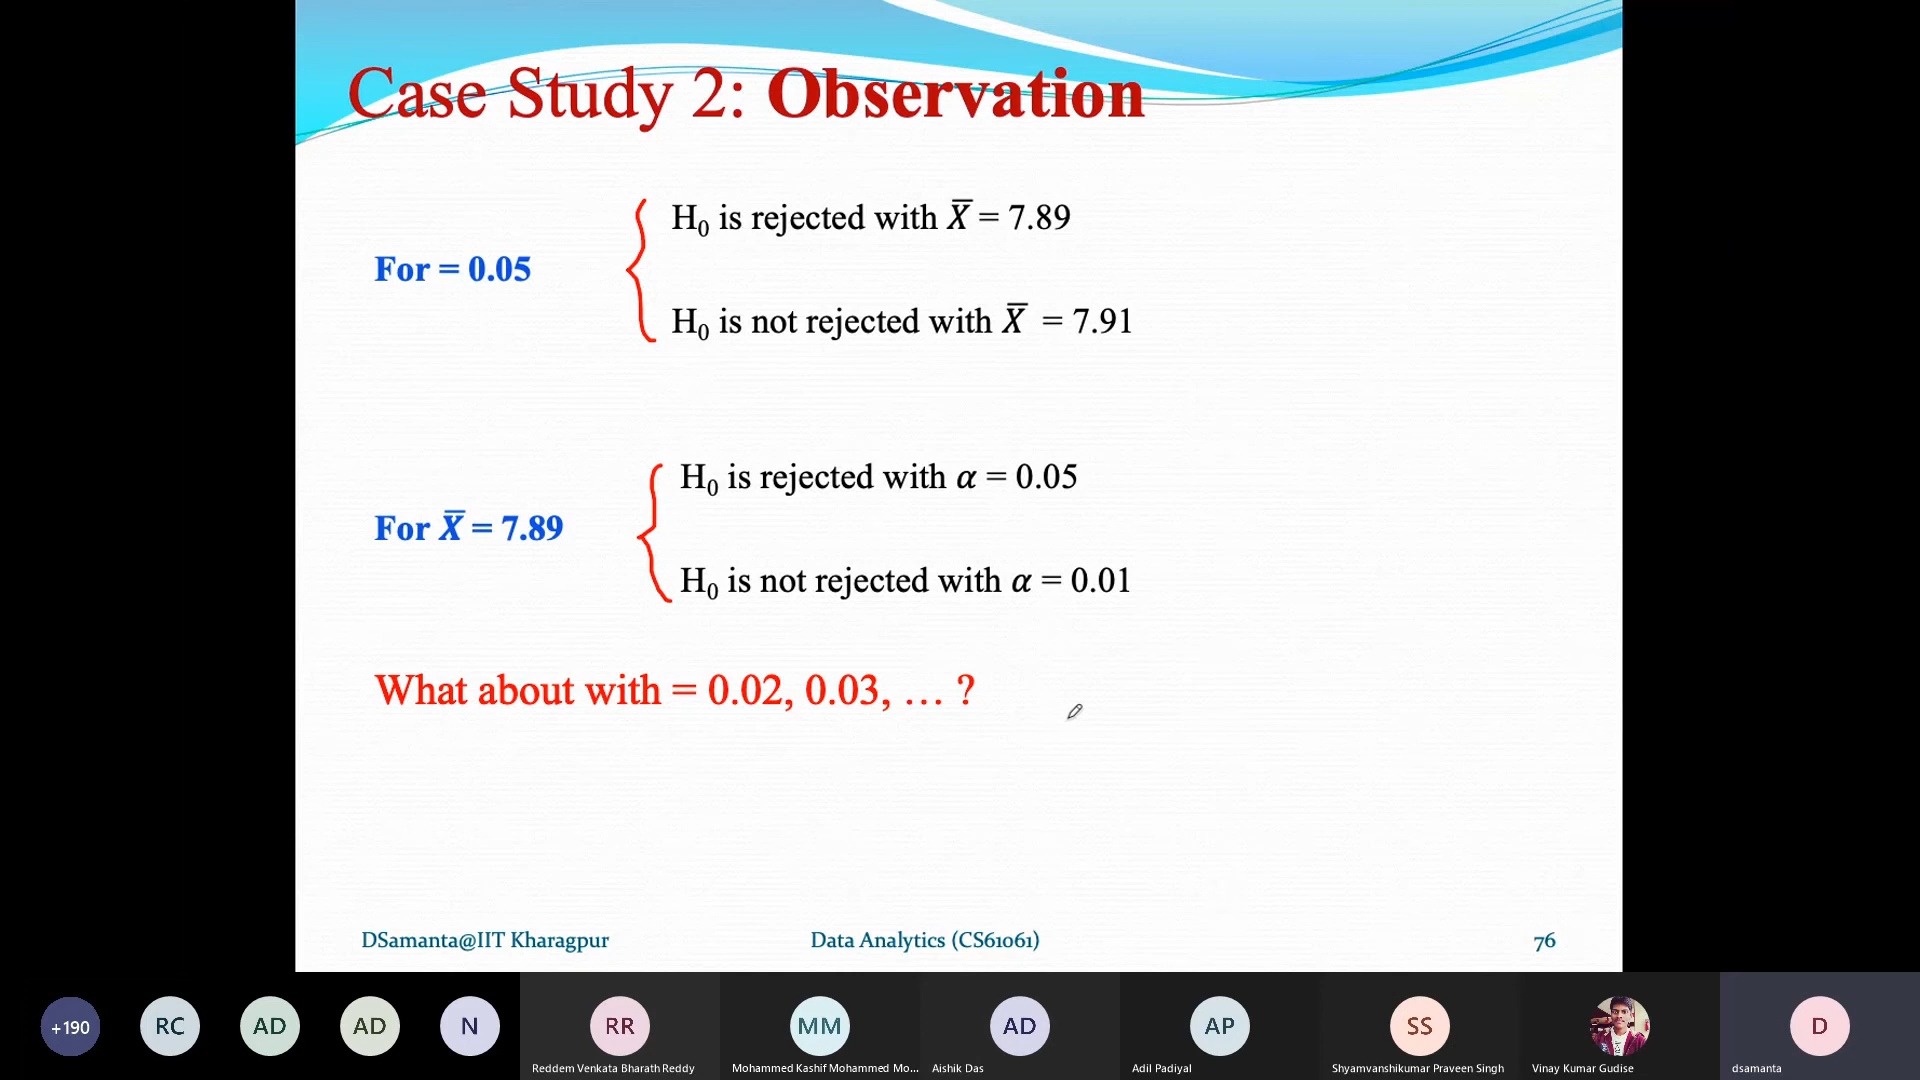 Case Study 2: Observation
H₀ is rejected with X̅ = 7.89
For = 0.05
H₀ is not rejected with X̅ = 7.91
H₀ is rejected with α = 0.05
For X̅ = 7.89
H₀ is not rejected with α = 0.01
What about with = 0.02, 0.03, … ?
DSamanta@IIT Kharagpur Data Analytics (CS61061) 76
+190 RC AD AD N RR MM AD AP SS D
Reddem Venkata Bharath Reddy Mohammed Kashif Mohammed Mo... Aishik Das Adil Padiyal Shyamvanshikumar Praveen Singh Vinay Kumar Gudise dsamanta